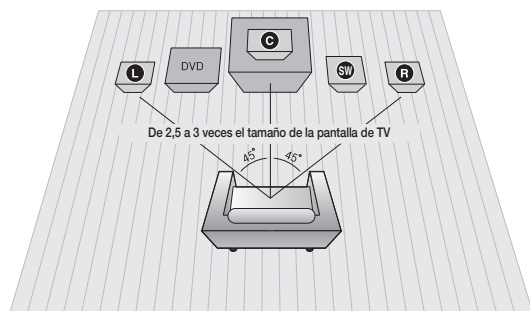 C
L
DVD
SW
R
De 2,5 a 3 veces el tamaño de la pantalla de TV
45° 45°